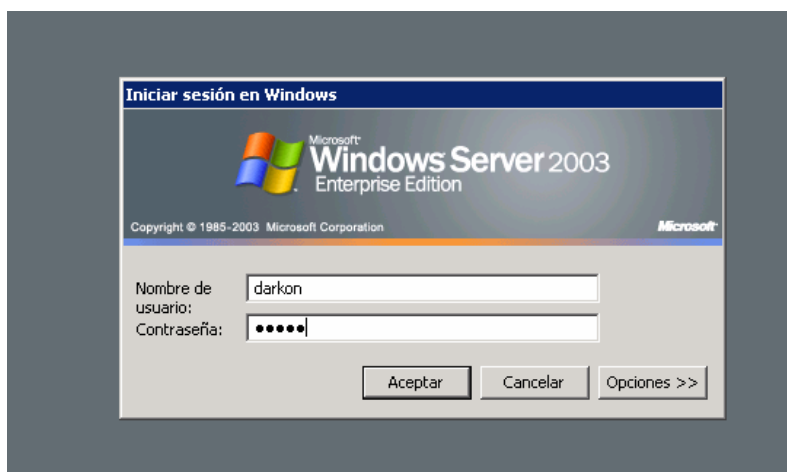 Iniciar sesión en Windows
Microsoft
Windows Server 2003
Enterprise Edition
Copyright © 1985-2003 Microsoft Corporation
Microsoft
Nombre de
usuario:
darkon
Contraseña:
●●●●●
Aceptar
Cancelar
Opciones >>